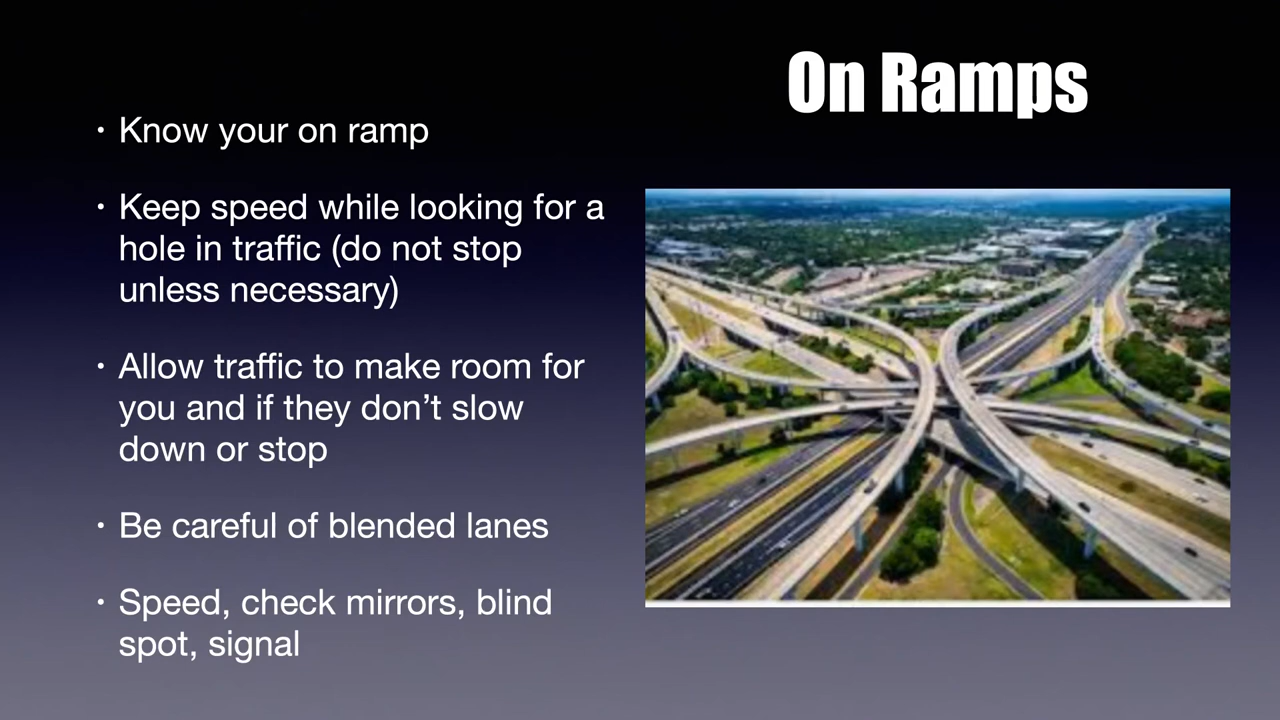 On Ramps
• Know your on ramp
• Keep speed while looking for a
hole in traffic (do not stop
unless necessary)
• Allow traffic to make room for
you and if they don’t slow
down or stop
• Be careful of blended lanes
• Speed, check mirrors, blind
spot, signal